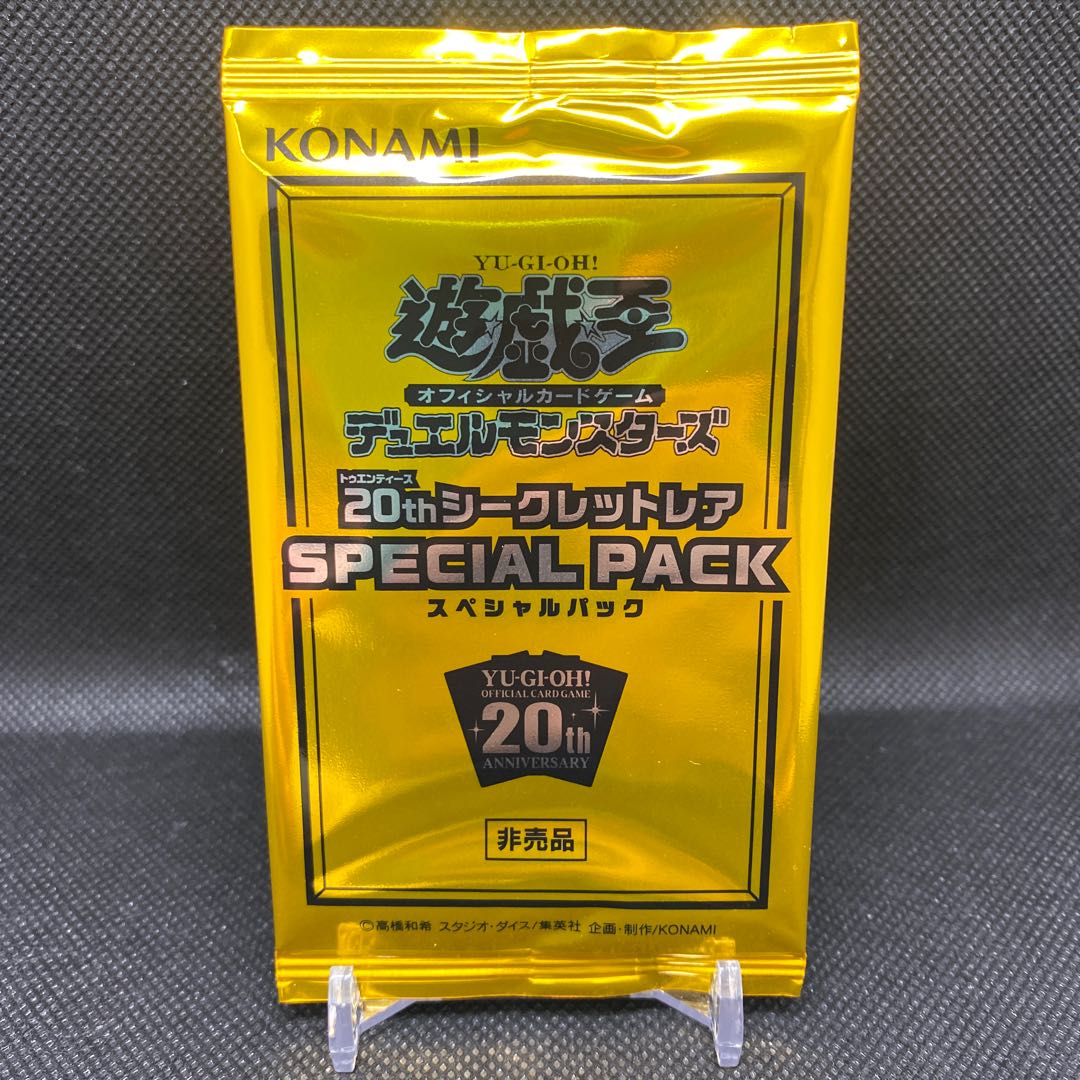 KONAMI
YU-GI-OH!
遊☆戯☆王
オフィシャルカードゲーム
デュエルモンスターズ
トゥエンティース
20thシークレットレア
SPECIAL PACK
スペシャルパック
YU-GI-OH!
OFFICIAL CARD GAME
20th
ANNIVERSARY
非売品
©高橋和希 スタジオ・ダイス/集英社 企画・制作/KONAMI